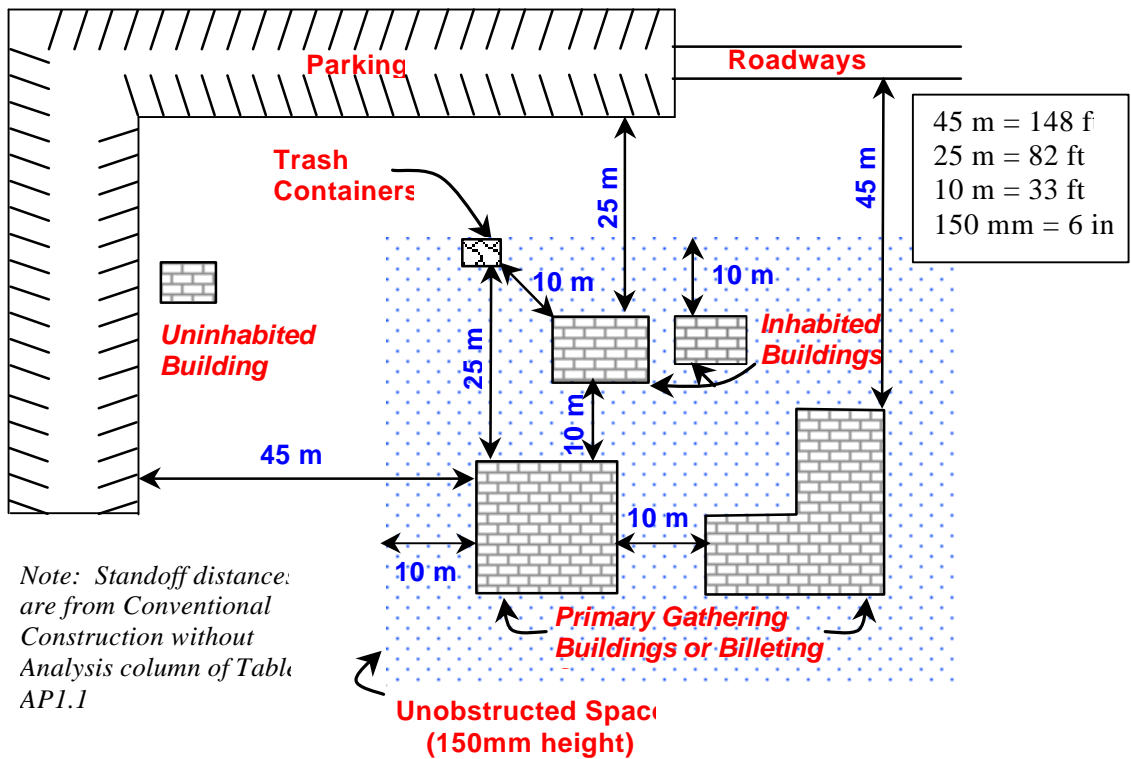 Parking
Roadways
45 m = 148 f
25 m = 82 ft
10 m = 33 ft
150 mm = 6 in
Trash
Containers
25 m
45 m
10 m
10 m
Uninhabited
Building
Inhabited
Buildings
25 m
10 m
45 m
10 m
10 m
Note: Standoff distances
are from Conventional
Construction without
Analysis column of Table
AP1.1
Primary Gathering
Buildings or Billeting
Unobstructed Space
(150mm height)